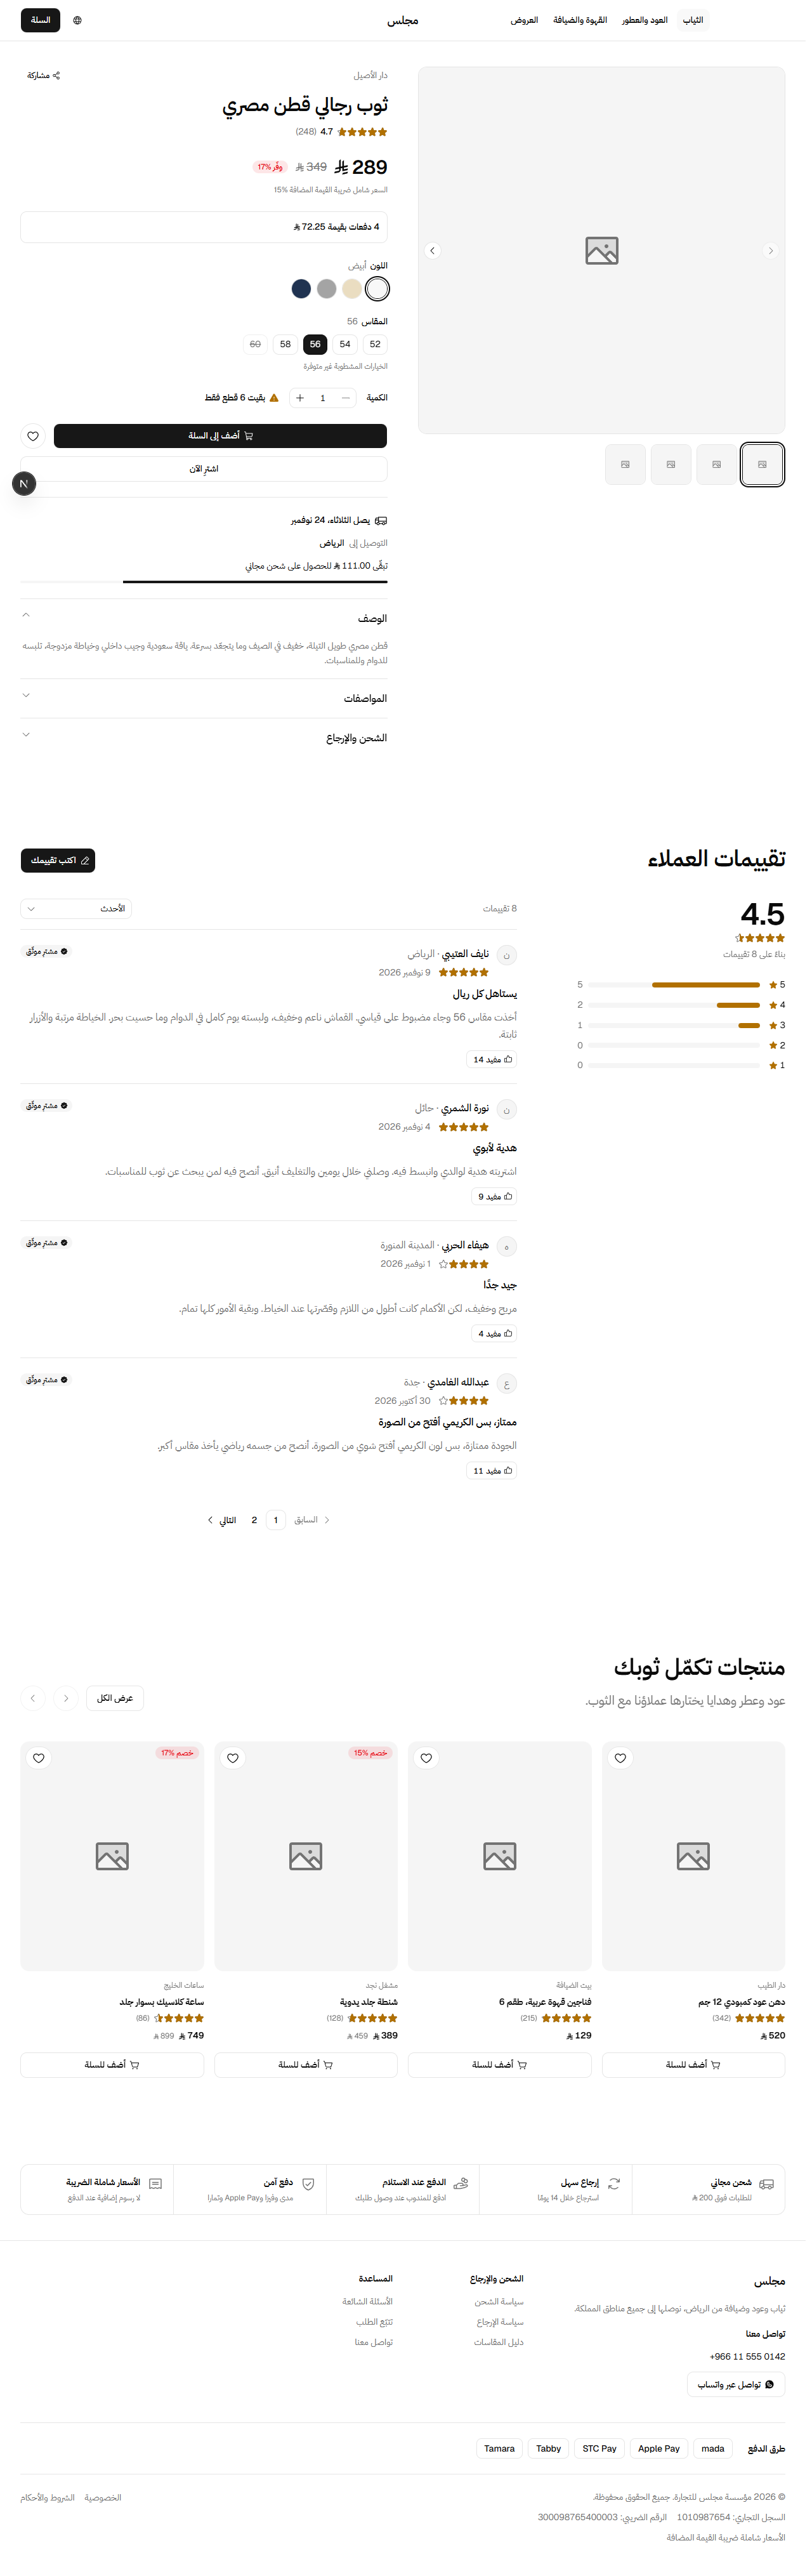 الثياب
العود والعطور
القهوة والضيافة
العروض
مجلس
السلة
دار الأصيل
مشاركة
ثوب رجالي قطن مصري
4.7 (248)
289 349 وفّر 17%
السعر شامل ضريبة القيمة المضافة 15%
4 دفعات بقيمة 72.25
اللون أبيض
المقاس 56
52 54 56 58 60
الخيارات المشطوبة غير متوفرة
الكمية 1 بقيت 6 قطع فقط
أضف إلى السلة
اشترِ الآن
N
يصل الثلاثاء، 24 نوفمبر
التوصيل إلى الرياض
تبقّى 111.00 للحصول على شحن مجاني
الوصف
قطن مصري طويل التيلة، خفيف في الصيف وما يتجعّد بسرعة. ياقة سعودية وجيب داخلي وخياطة مزدوجة، تلبسه
للدوام وللمناسبات.
المواصفات
الشحن والإرجاع
تقييمات العملاء
اكتب تقييمك
4.5
بناءً على 8 تقييمات
5 5
4 2
3 1
2 0
1 0
8 تقييمات
الأحدث
ن
نايف العتيبي · الرياض
مشترٍ موثّق
9 نوفمبر 2026
يستاهل كل ريال
أخذت مقاس 56 وجاء مضبوط على قياسي. القماش ناعم وخفيف، ولبسته يوم كامل في الدوام وما حسيت بحر. الخياطة مرتبة والأزرار
ثابتة.
مفيد 14
ن
نورة الشمري · حائل
مشترٍ موثّق
4 نوفمبر 2026
هدية لأبوي
اشتريته هدية لوالدي وانبسط فيه. وصلني خلال يومين والتغليف أنيق. أنصح فيه لمن يبحث عن ثوب للمناسبات.
مفيد 9
ه
هيفاء الحربي · المدينة المنورة
مشترٍ موثّق
1 نوفمبر 2026
جيد جدًا
مريح وخفيف، لكن الأكمام كانت أطول من اللازم وقصّرتها عند الخياط. وبقية الأمور كلها تمام.
مفيد 4
ع
عبدالله الغامدي · جدة
مشترٍ موثّق
30 أكتوبر 2026
ممتاز، بس الكريمي أفتح من الصورة
الجودة ممتازة، بس لون الكريمي أفتح شوي من الصورة. أنصح من جسمه رياضي يأخذ مقاس أكبر.
مفيد 11
السابق 1 2 التالي
منتجات تكمّل ثوبك
عود وعطر وهدايا يختارها عملاؤنا مع الثوب.
عرض الكل
خصم 15%
خصم 17%
دار الطيب
دهن عود كمبودي 12 جم
(342)
520
أضف للسلة
بيت الضيافة
فناجين قهوة عربية، طقم 6
(215)
129
أضف للسلة
مشغل نجد
شنطة جلد يدوية
(128)
389 459
أضف للسلة
ساعات الخليج
ساعة كلاسيك بسوار جلد
(86)
749 899
أضف للسلة
شحن مجاني
للطلبات فوق 200
إرجاع سهل
استرجاع خلال 14 يومًا
الدفع عند الاستلام
ادفع للمندوب عند وصول طلبك
دفع آمن
مدى وفيزا وApple Pay وتمارا
الأسعار شاملة الضريبة
لا رسوم إضافية عند الدفع
مجلس
ثياب وعود وضيافة من الرياض، نوصلها إلى جميع مناطق المملكة.
تواصل معنا
+966 11 555 0142
تواصل عبر واتساب
الشحن والإرجاع
سياسة الشحن
سياسة الإرجاع
دليل المقاسات
المساعدة
الأسئلة الشائعة
تتبّع الطلب
تواصل معنا
طرق الدفع
mada
Apple Pay
STC Pay
Tabby
Tamara
© 2026 مؤسسة مجلس للتجارة. جميع الحقوق محفوظة.
الخصوصية الشروط والأحكام
السجل التجاري: 1010987654 الرقم الضريبي: 300098765400003
الأسعار شاملة ضريبة القيمة المضافة